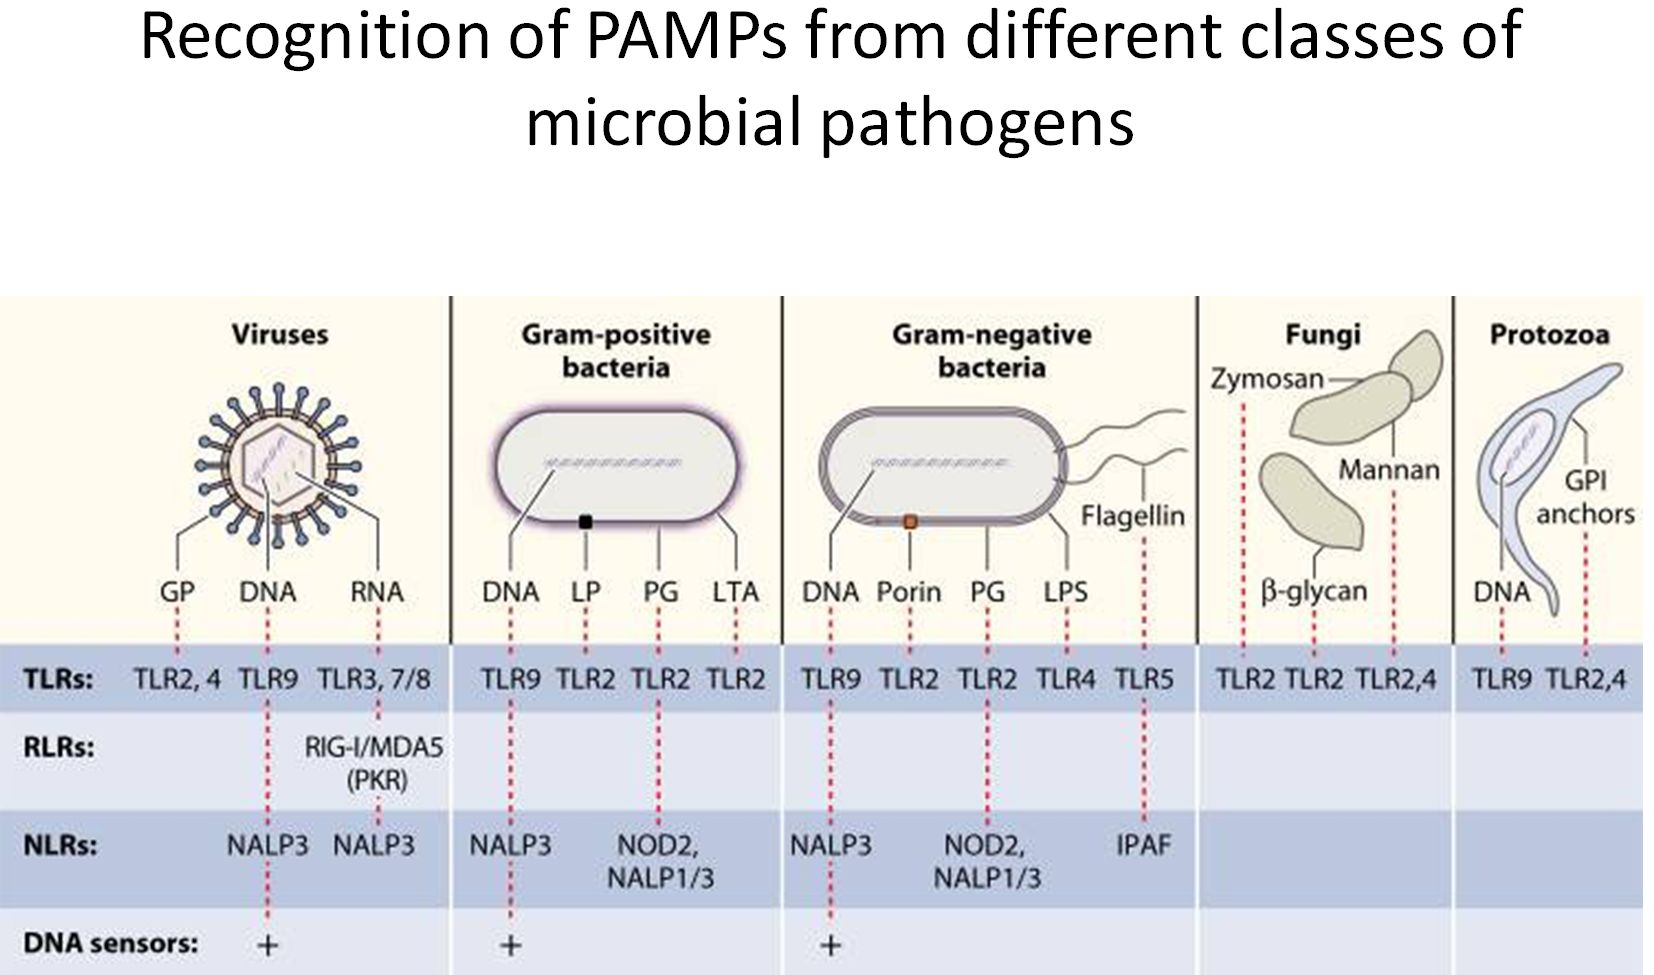 Recognition of PAMPs from different classes of
microbial pathogens
Viruses
Gram-positive
bacteria
Gram-negative
bacteria
Fungi
Protozoa
Zymosan
Mannan
GPI
anchors
Flagellin
GP DNA RNA
DNA LP PG LTA
DNA Porin PG LPS
β-glycan
DNA
TLRs: TLR2, 4 TLR9 TLR3, 7/8 TLR9 TLR2 TLR2 TLR2 TLR9 TLR2 TLR2 TLR4 TLR5 TLR2 TLR2 TLR2,4 TLR9 TLR2,4
RLRs: RIG-I/MDA5
(PKR)
NLRs: NALP3 NALP3 NALP3 NOD2, NALP3 NOD2, IPAF
NALP1/3 NALP1/3
DNA sensors: + + +